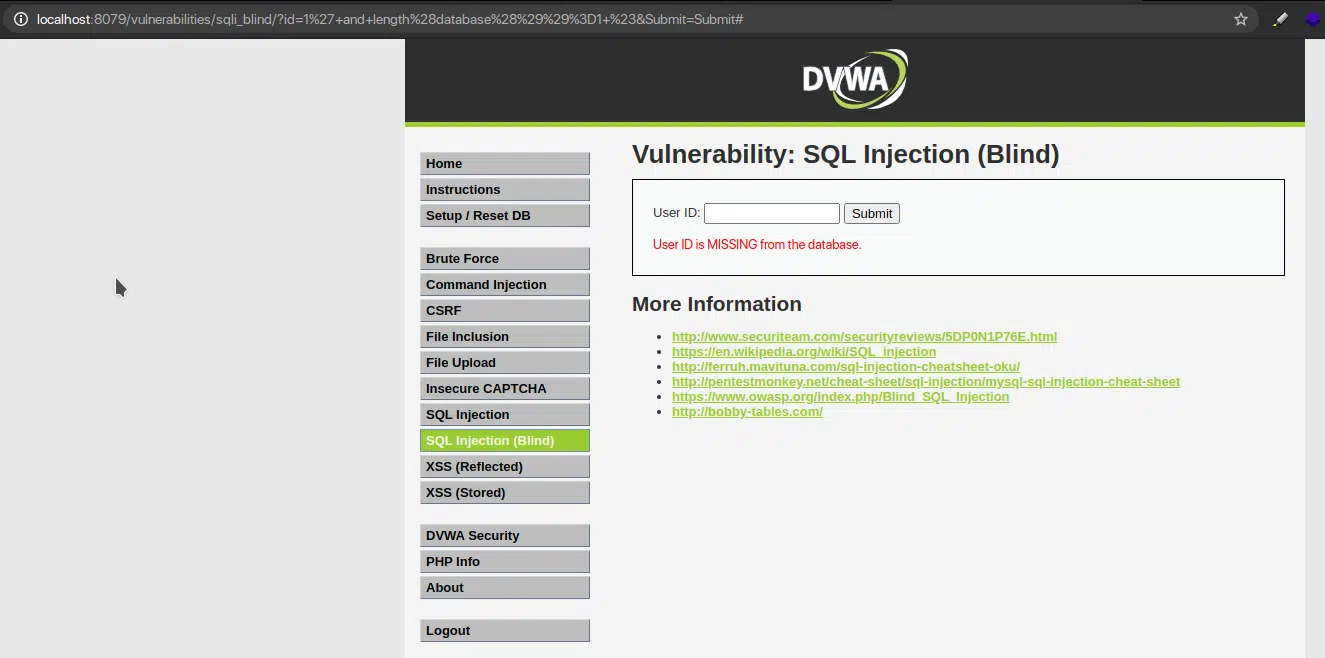 localhost:8079/vulnerabilities/sqli_blind/?id=1%27+and+length%28database%28%29%29%3D1+%23&Submit=Submit#
DVWA
Home
Instructions
Setup / Reset DB
Brute Force
Command Injection
CSRF
File Inclusion
File Upload
Insecure CAPTCHA
SQL Injection
SQL Injection (Blind)
XSS (Reflected)
XSS (Stored)
DVWA Security
PHP Info
About
Logout
Vulnerability: SQL Injection (Blind)
User ID: Submit
User ID is MISSING from the database.
More Information
http://www.securiteam.com/securityreviews/5DP0N1P76E.html
https://en.wikipedia.org/wiki/SQL_injection
http://ferruh.mavituna.com/sql-injection-cheatsheet-oku/
http://pentestmonkey.net/cheat-sheet/sql-injection/mysql-sql-injection-cheat-sheet
https://www.owasp.org/index.php/Blind_SQL_Injection
http://bobby-tables.com/